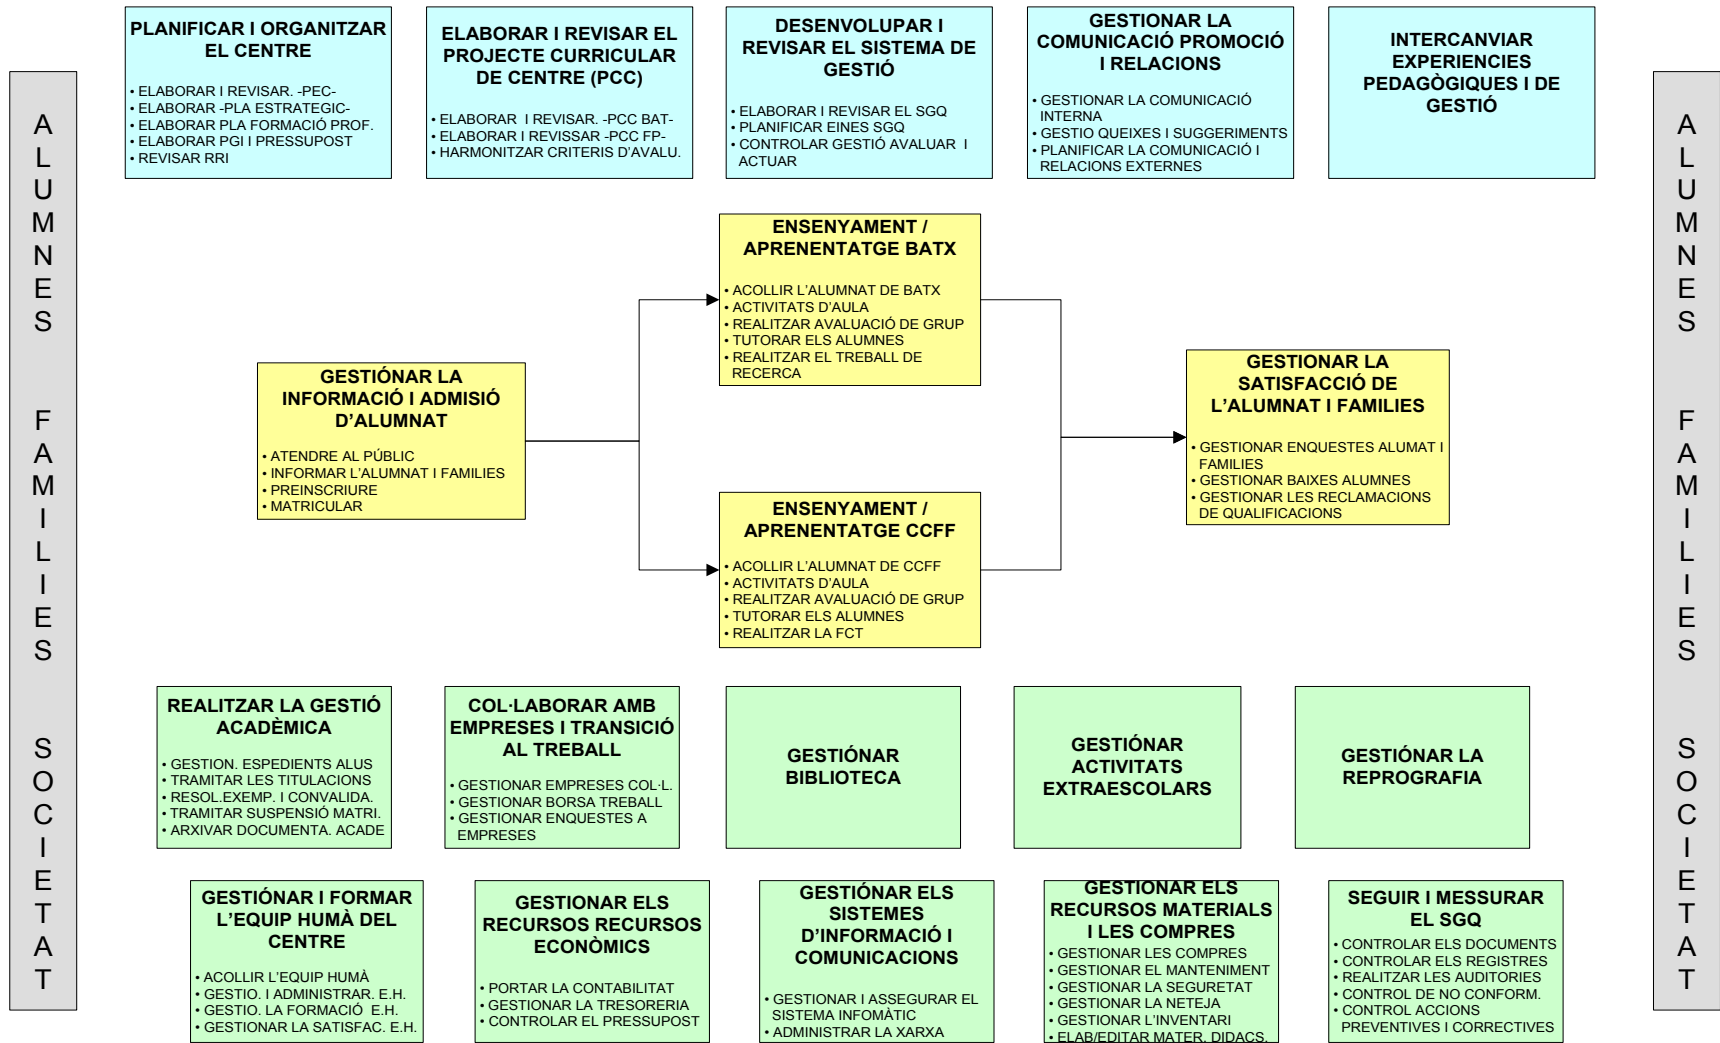 A
L
U
M
N
E
S
F
A
M
I
L
I
E
S
S
O
C
I
E
T
A
T
PLANIFICAR I ORGANITZAR
EL CENTRE
• ELABORAR I REVISAR. -PEC-
• ELABORAR -PLA ESTRATEGIC-
• ELABORAR PLA FORMACIÓ PROF.
• ELABORAR PGI I PRESSUPOST
• REVISAR RRI
ELABORAR I REVISAR EL
PROJECTE CURRICULAR
DE CENTRE (PCC)
• ELABORAR I REVISAR. -PCC BAT-
• ELABORAR I REVISSAR -PCC FP-
• HARMONITZAR CRITERIS D'AVALU.
DESENVOLUPAR I
REVISAR EL SISTEMA DE
GESTIÓ
• ELABORAR I REVISAR EL SGQ
• PLANIFICAR EINES SGQ
• CONTROLAR GESTIÓ AVALUAR I
ACTUAR
GESTIONAR LA
COMUNICACIÓ PROMOCIÓ
I RELACIONS
• GESTIONAR LA COMUNICACIÓ
INTERNA
• GESTIO QUEIXES I SUGGERIMENTS
• PLANIFICAR LA COMUNICACIÓ I
RELACIONS EXTERNES
INTERCANVIAR
EXPERIENCIES
PEDAGÒGIQUES I DE
GESTIÓ
GESTIÓNAR LA
INFORMACIÓ I ADMISIÓ
D'ALUMNAT
• ATENDRE AL PÚBLIC
• INFORMAR L'ALUMNAT I FAMILIES
• PREINSCRIURE
• MATRICULAR
ENSENYAMENT /
APRENENTATGE BATX
• ACOLLIR L'ALUMNAT DE BATX
• ACTIVITATS D'AULA
• REALITZAR AVALUACIÓ DE GRUP
• TUTORAR ELS ALUMNES
• REALITZAR EL TREBALL DE
RECERCA
ENSENYAMENT /
APRENENTATGE CCFF
• ACOLLIR L'ALUMNAT DE CCFF
• ACTIVITATS D'AULA
• REALITZAR AVALUACIÓ DE GRUP
• TUTORAR ELS ALUMNES
• REALITZAR LA FCT
GESTIONAR LA
SATISFACCIÓ DE
L'ALUMNAT I FAMILIES
• GESTIONAR ENQUESTES ALUMAT I
FAMILIES
• GESTIONAR BAIXES ALUMNES
• GESTIONAR LES RECLAMACIONS
DE QUALIFICACIONS
REALITZAR LA GESTIÓ
ACADÈMICA
• GESTION. ESPEDIENTS ALUS
• TRAMITAR LES TITULACIONS
• RESOL.EXEMP. I CONVALIDA.
• TRAMITAR SUSPENSIÓ MATRI.
• ARXIVAR DOCUMENTA. ACADE
COL·LABORAR AMB
EMPRESES I TRANSICIÓ
AL TREBALL
• GESTIONAR EMPRESES COL·L.
• GESTIONAR BORSA TREBALL
• GESTIONAR ENQUESTES A
EMPRESES
GESTIÓNAR
BIBLIOTECA
GESTIÓNAR
ACTIVITATS
EXTRAESCOLARS
GESTIÓNAR LA
REPROGRAFIA
GESTIÓNAR I FORMAR
L'EQUIP HUMÀ DEL
CENTRE
• ACOLLIR L'EQUIP HUMÀ
• GESTIO. I ADMINISTRAR. E.H.
• GESTIO. LA FORMACIÓ E.H.
• GESTIONAR LA SATISFAC. E.H.
GESTIONAR ELS
RECURSOS RECURSOS
ECONÒMICS
• PORTAR LA CONTABILITAT
• GESTIONAR LA TRESORERIA
• CONTROLAR EL PRESSUPOST
GESTIÓNAR ELS
SISTEMES
D'INFORMACIÓ I
COMUNICACIONS
• GESTIONAR I ASSEGURAR EL
SISTEMA INFOMÀTIC
• ADMINISTRAR LA XARXA
GESTIONAR ELS
RECURSOS MATERIALS
I LES COMPRES
• GESTIONAR LES COMPRES
• GESTIONAR EL MANTENIMENT
• GESTIONAR LA SEGURETAT
• GESTIONAR LA NETEJA
• GESTIONAR L'INVENTARI
• ELAB/EDITAR MATER. DIDACS.
SEGUIR I MESSURAR
EL SGQ
• CONTROLAR ELS DOCUMENTS
• CONTROLAR ELS REGISTRES
• REALITZAR LES AUDITORIES
• CONTROL DE NO CONFORM.
• CONTROL ACCIONS
PREVENTIVES I CORRECTIVES
A
L
U
M
N
E
S
F
A
M
I
L
I
E
S
S
O
C
I
E
T
A
T